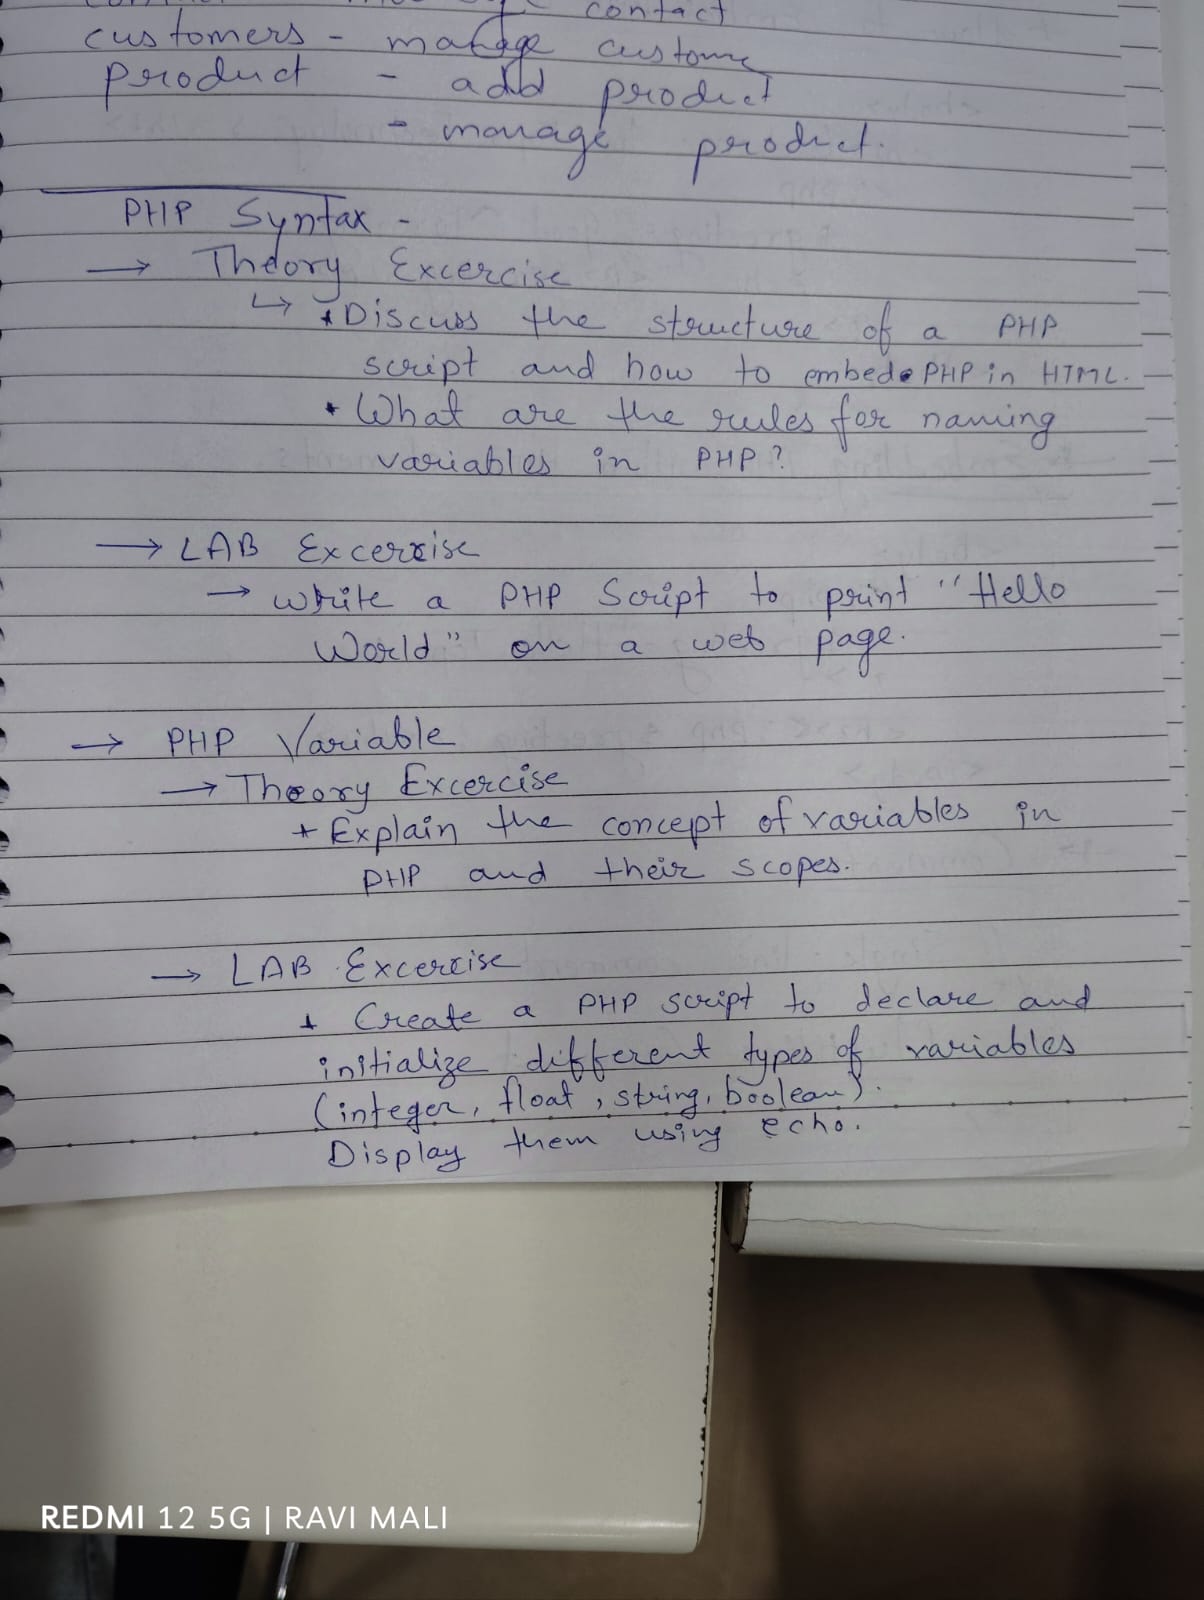 contact
customers - manage custome
product - add product
- manage product.
PHP Syntax -
→ Theory Excercise
↳ * Discuss the structure of a PHP
script and how to embed PHP in HTML.
* What are the rules for naming
variables in PHP?
→ LAB Excercise
→ write a PHP Script to print "Hello
World" on a web page.
→ PHP Variable
→ Theory Excercise
* Explain the concept of variables in
PHP and their scopes.
→ LAB Excercise
* Create a PHP script to declare and
initialize different types of variables
(integer, float, string, boolean).
Display them using echo.
REDMI 12 5G | RAVI MALI